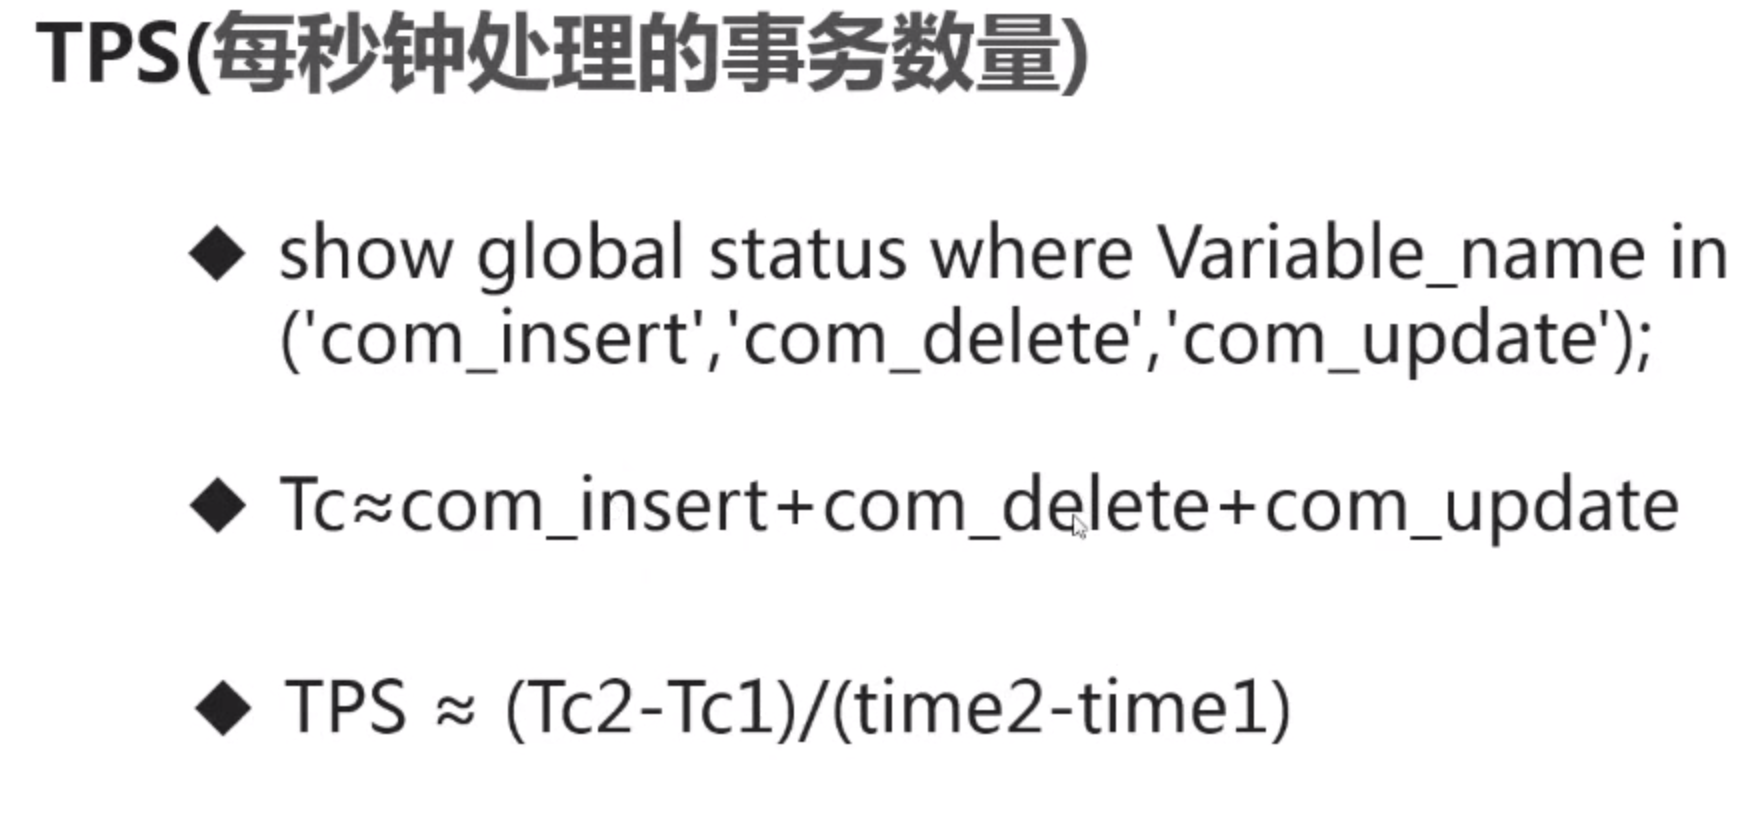 TPS(每秒钟处理的事务数量)
◆ show global status where Variable_name in
('com_insert','com_delete','com_update');
◆ Tc≈com_insert+com_delete+com_update
◆ TPS ≈ (Tc2-Tc1)/(time2-time1)